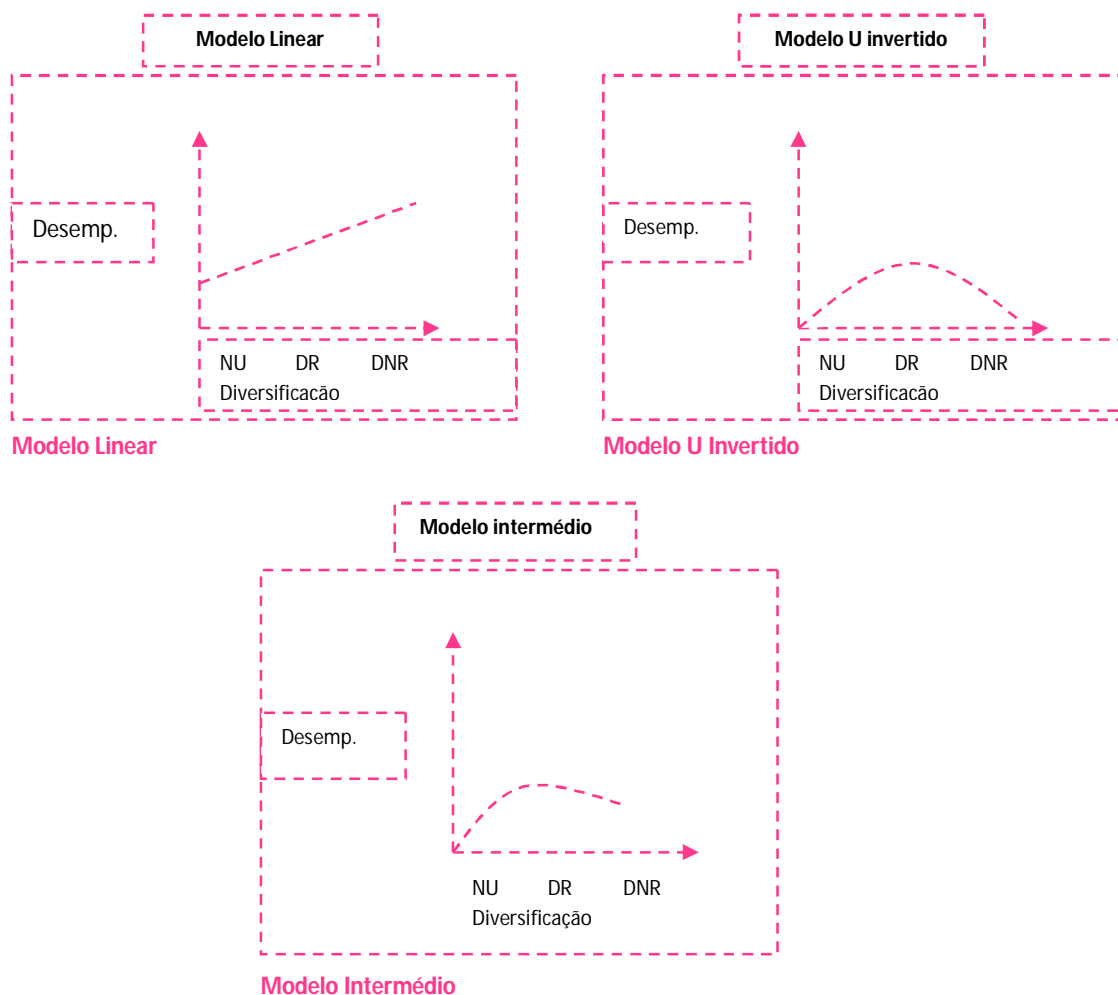 Modelo Linear
Desemp.
NU DR DNR
Diversificacão
Modelo Linear
Modelo U invertido
Desemp.
NU DR DNR
Diversificacão
Modelo U Invertido
Modelo intermédio
Desemp.
NU DR DNR
Diversificação
Modelo Intermédio